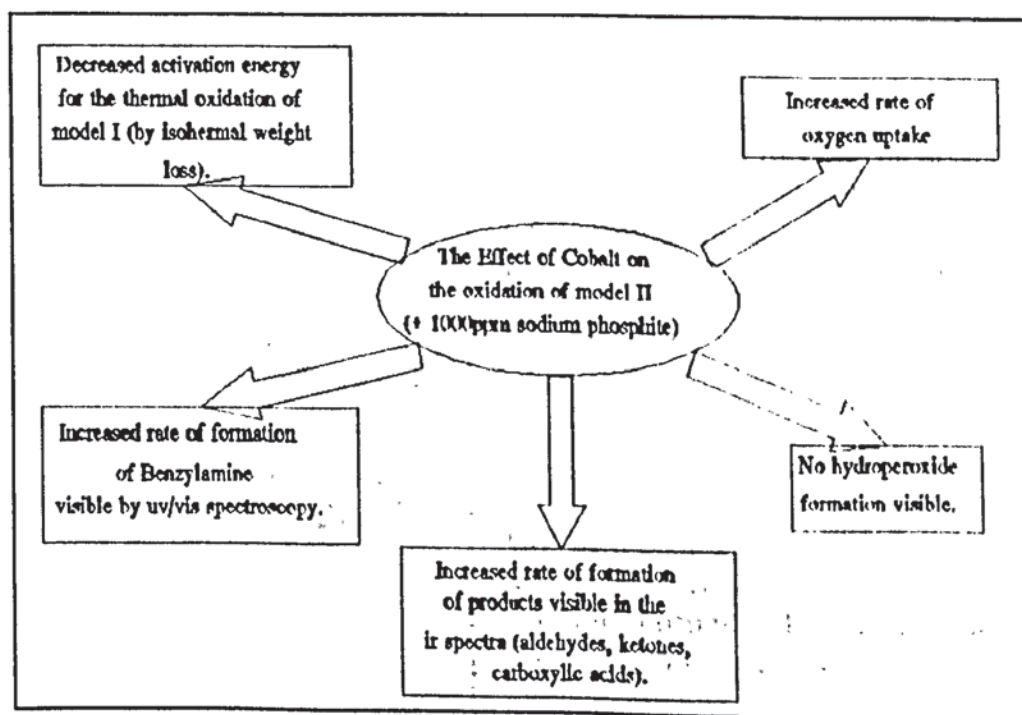 Decreased activation energy
for the thermal oxidation of
model I (by isohermal weight
loss).
Increased rate of
oxygen uptake
The Effect of Cobalt on
the oxidation of model II
(+ 1000ppm sodium phosphite)
Increased rate of formation
of Benzylamine
visible by uv/vis spectroscopy.
No hydroperoxide
formation visible.
Increased rate of formation
of products visible in the
ir spectra (aldehydes, ketones,
carboxylic acids).